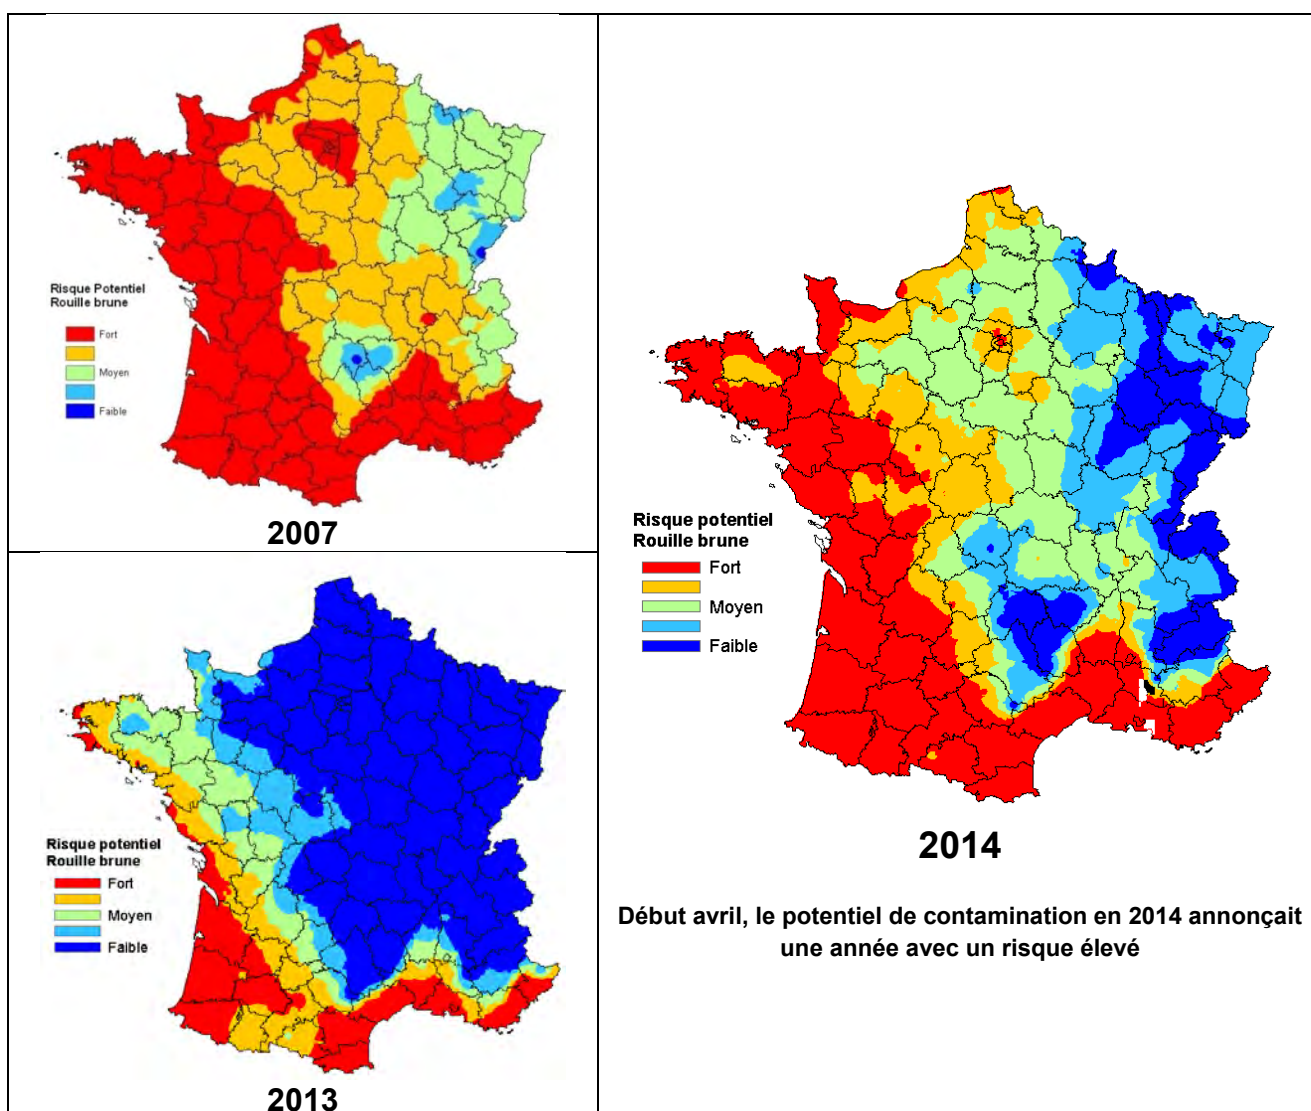 Risque Potentiel
Rouille brune
Fort
Moyen
Faible
2007
Risque potentiel
Rouille brune
Fort
Moyen
Faible
2013
Risque potentiel
Rouille brune
Fort
Moyen
Faible
2014
Début avril, le potentiel de contamination en 2014 annonçait
une année avec un risque élevé